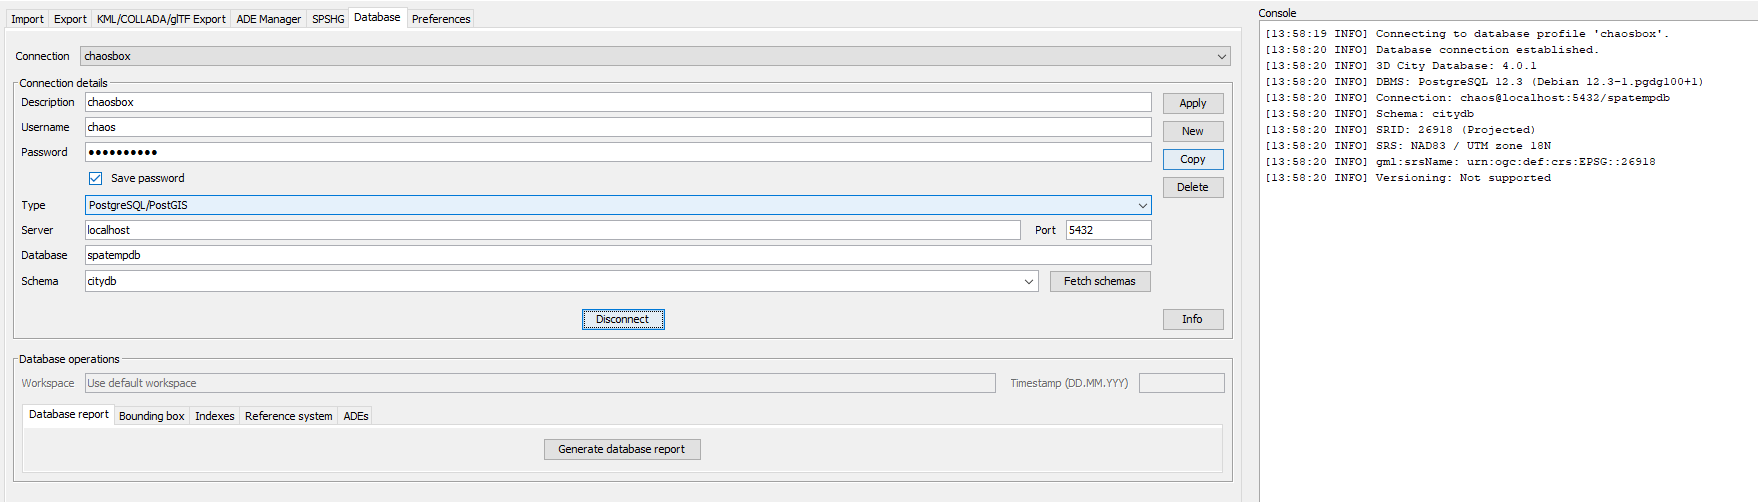 Import Export KML/COLLADA/glTF Export ADE Manager SPSHG Database Preferences
Connection chaosbox
Connection details
Description chaosbox Apply
Username chaos New
Password ●●●●●●●●●● Copy
Save password Delete
Type PostgreSQL/PostGIS
Server localhost Port 5432
Database spatempdb
Schema citydb Fetch schemas
Disconnect Info
Database operations
Workspace Use default workspace Timestamp (DD.MM.YYY)
Database report Bounding box Indexes Reference system ADEs
Generate database report
Console
[13:58:19 INFO] Connecting to database profile 'chaosbox'.
[13:58:20 INFO] Database connection established.
[13:58:20 INFO] 3D City Database: 4.0.1
[13:58:20 INFO] DBMS: PostgreSQL 12.3 (Debian 12.3-1.pgdg100+1)
[13:58:20 INFO] Connection: chaos@localhost:5432/spatempdb
[13:58:20 INFO] Schema: citydb
[13:58:20 INFO] SRID: 26918 (Projected)
[13:58:20 INFO] SRS: NAD83 / UTM zone 18N
[13:58:20 INFO] gml:srsName: urn:ogc:def:crs:EPSG::26918
[13:58:20 INFO] Versioning: Not supported